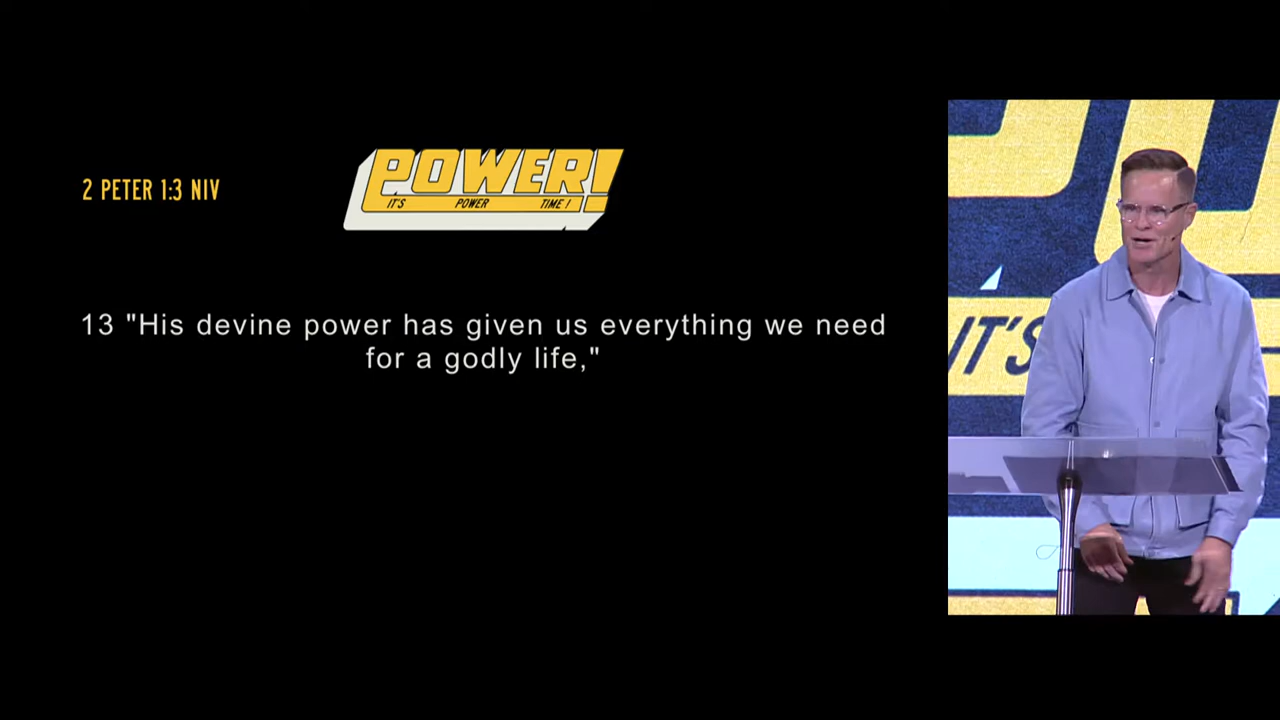 POWER!
IT'S POWER TIME!
2 PETER 1:3 NIV
13 "His devine power has given us everything we need
for a godly life,"
IT'S